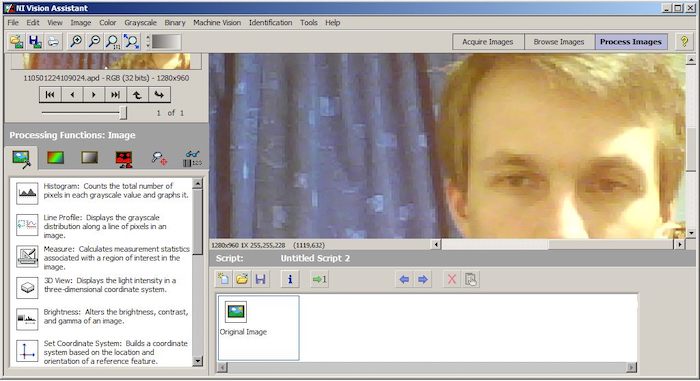 NI Vision Assistant
File Edit View Image Color Grayscale Binary Machine Vision Identification Tools Help
1:1
Acquire Images Browse Images Process Images
?
110501224109024.apd - RGB (32 bits) - 1280x960
1 of 1
Processing Functions: Image
123
Histogram: Counts the total number of
pixels in each grayscale value and graphs it.
Line Profile: Displays the grayscale
distribution along a line of pixels in an
image.
Measure: Calculates measurement statistics
associated with a region of interest in the
image.
3D View: Displays the light intensity in a
three-dimensional coordinate system.
Brightness: Alters the brightness, contrast,
and gamma of an image.
Set Coordinate System: Builds a coordinate
system based on the location and
orientation of a reference feature.
1280x960 1X 255,255,228 (1119,632)
Script: Untitled Script 2
i
1
Original Image